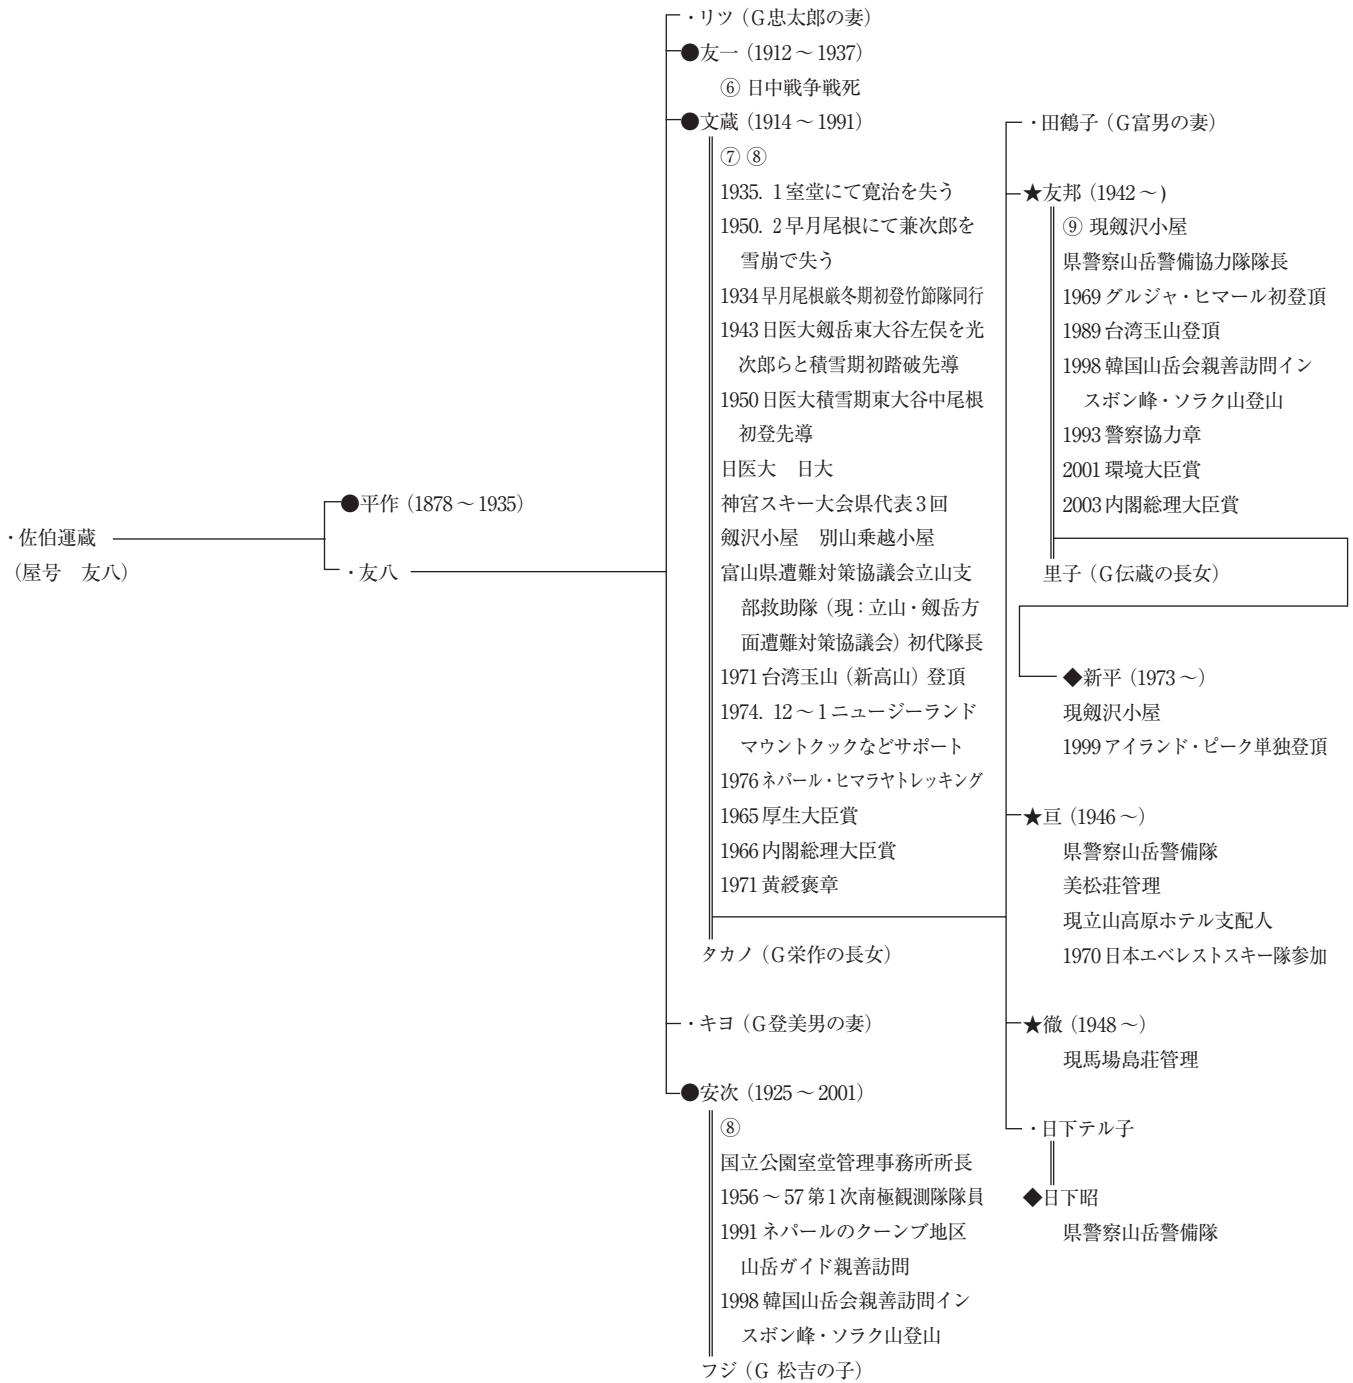 ・佐伯運蔵
(屋号　友八)
●平作 (1878～1935)
・友八
・リツ (G忠太郎の妻)
●友一 (1912～1937)
⑥ 日中戦争戦死
●文蔵 (1914～1991)
⑦ ⑧
1935. 1室堂にて寛治を失う
1950. 2早月尾根にて兼次郎を
雪崩で失う
1934早月尾根厳冬期初登竹節隊同行
1943日医大剱岳東大谷左俣を光
次郎らと積雪期初踏破先導
1950日医大積雪期東大谷中尾根
初登先導
日医大　日大
神宮スキー大会県代表3回
剱沢小屋　別山乗越小屋
富山県遭難対策協議会立山支
部救助隊 (現：立山・剱岳方
面遭難対策協議会) 初代隊長
1971台湾玉山 (新高山) 登頂
1974. 12～1ニュージーランド
マウントクックなどサポート
1976ネパール・ヒマラヤトレッキング
1965厚生大臣賞
1966内閣総理大臣賞
1971黄綬褒章
タカノ (G栄作の長女)
・キヨ (G登美男の妻)
●安次 (1925～2001)
⑧
国立公園室堂管理事務所所長
1956～57第1次南極観測隊隊員
1991ネパールのクーンブ地区
山岳ガイド親善訪問
1998韓国山岳会親善訪問イン
スボン峰・ソラク山登山
フジ (G 松吉の子)
・田鶴子 (G富男の妻)
★友邦 (1942～)
⑨ 現剱沢小屋
県警察山岳警備協力隊隊長
1969グルジャ・ヒマール初登頂
1989台湾玉山登頂
1998韓国山岳会親善訪問イン
スボン峰・ソラク山登山
1993警察協力章
2001環境大臣賞
2003内閣総理大臣賞
里子 (G伝蔵の長女)
◆新平 (1973～)
現剱沢小屋
1999アイランド・ピーク単独登頂
★亘 (1946～)
県警察山岳警備隊
美松荘管理
現立山高原ホテル支配人
1970日本エベレストスキー隊参加
★徹 (1948～)
現馬場島荘管理
・日下テル子
◆日下昭
県警察山岳警備隊